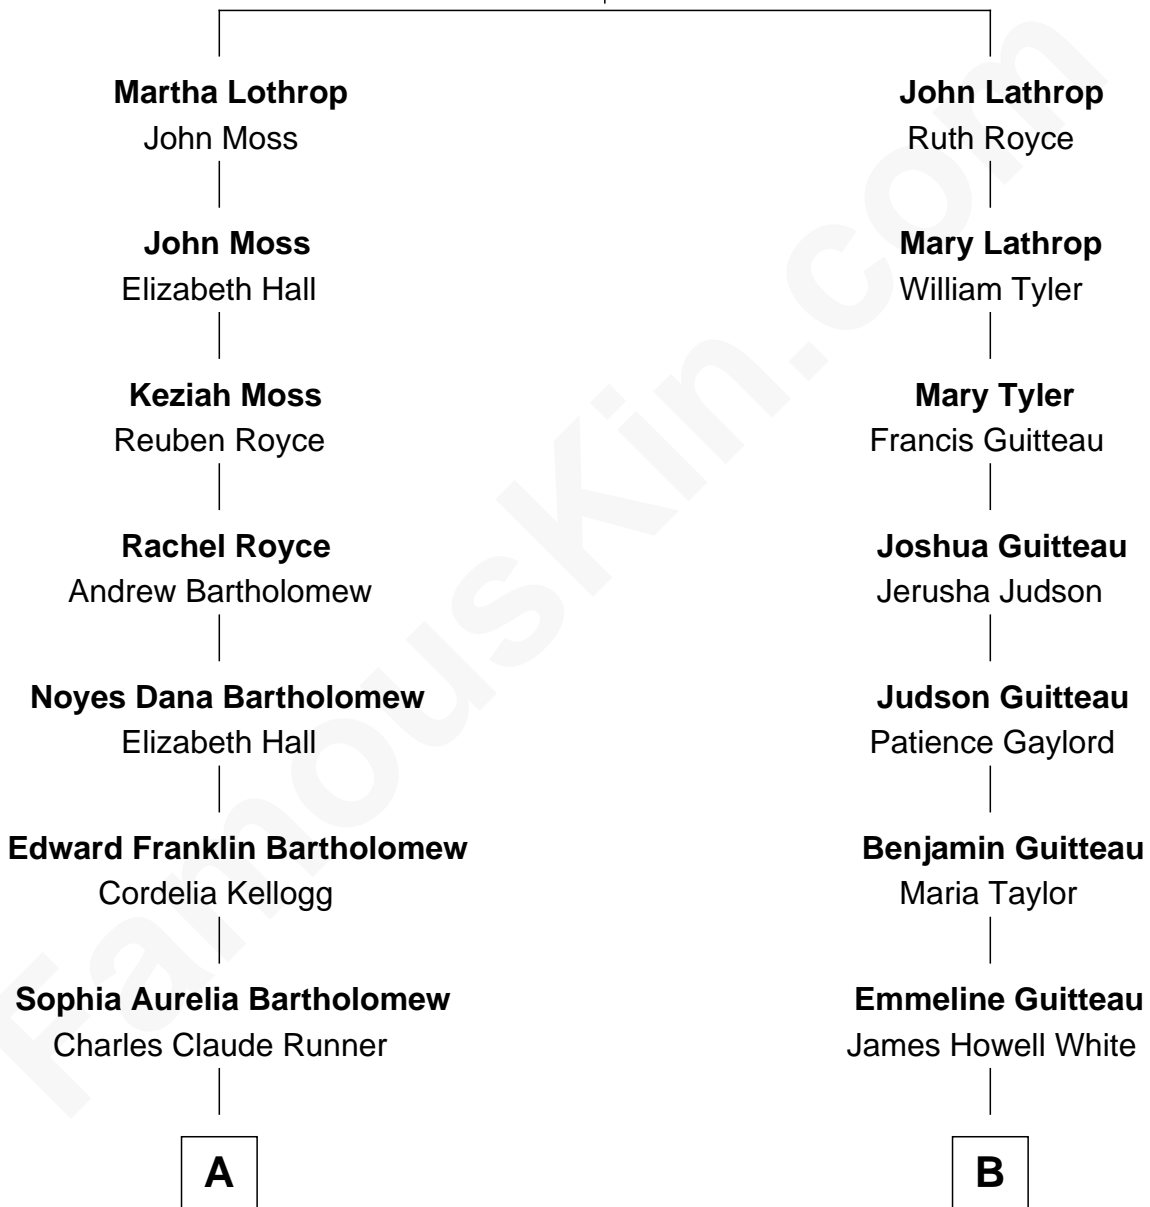 Martha Lothrop
John Moss
John Lathrop
Ruth Royce
John Moss
Elizabeth Hall
Mary Lathrop
William Tyler
Keziah Moss
Reuben Royce
Mary Tyler
Francis Guitteau
Rachel Royce
Andrew Bartholomew
Joshua Guitteau
Jerusha Judson
Noyes Dana Bartholomew
Elizabeth Hall
Judson Guitteau
Patience Gaylord
Edward Franklin Bartholomew
Cordelia Kellogg
Benjamin Guitteau
Maria Taylor
Sophia Aurelia Bartholomew
Charles Claude Runner
Emmeline Guitteau
James Howell White
A
B
FamousKin.com